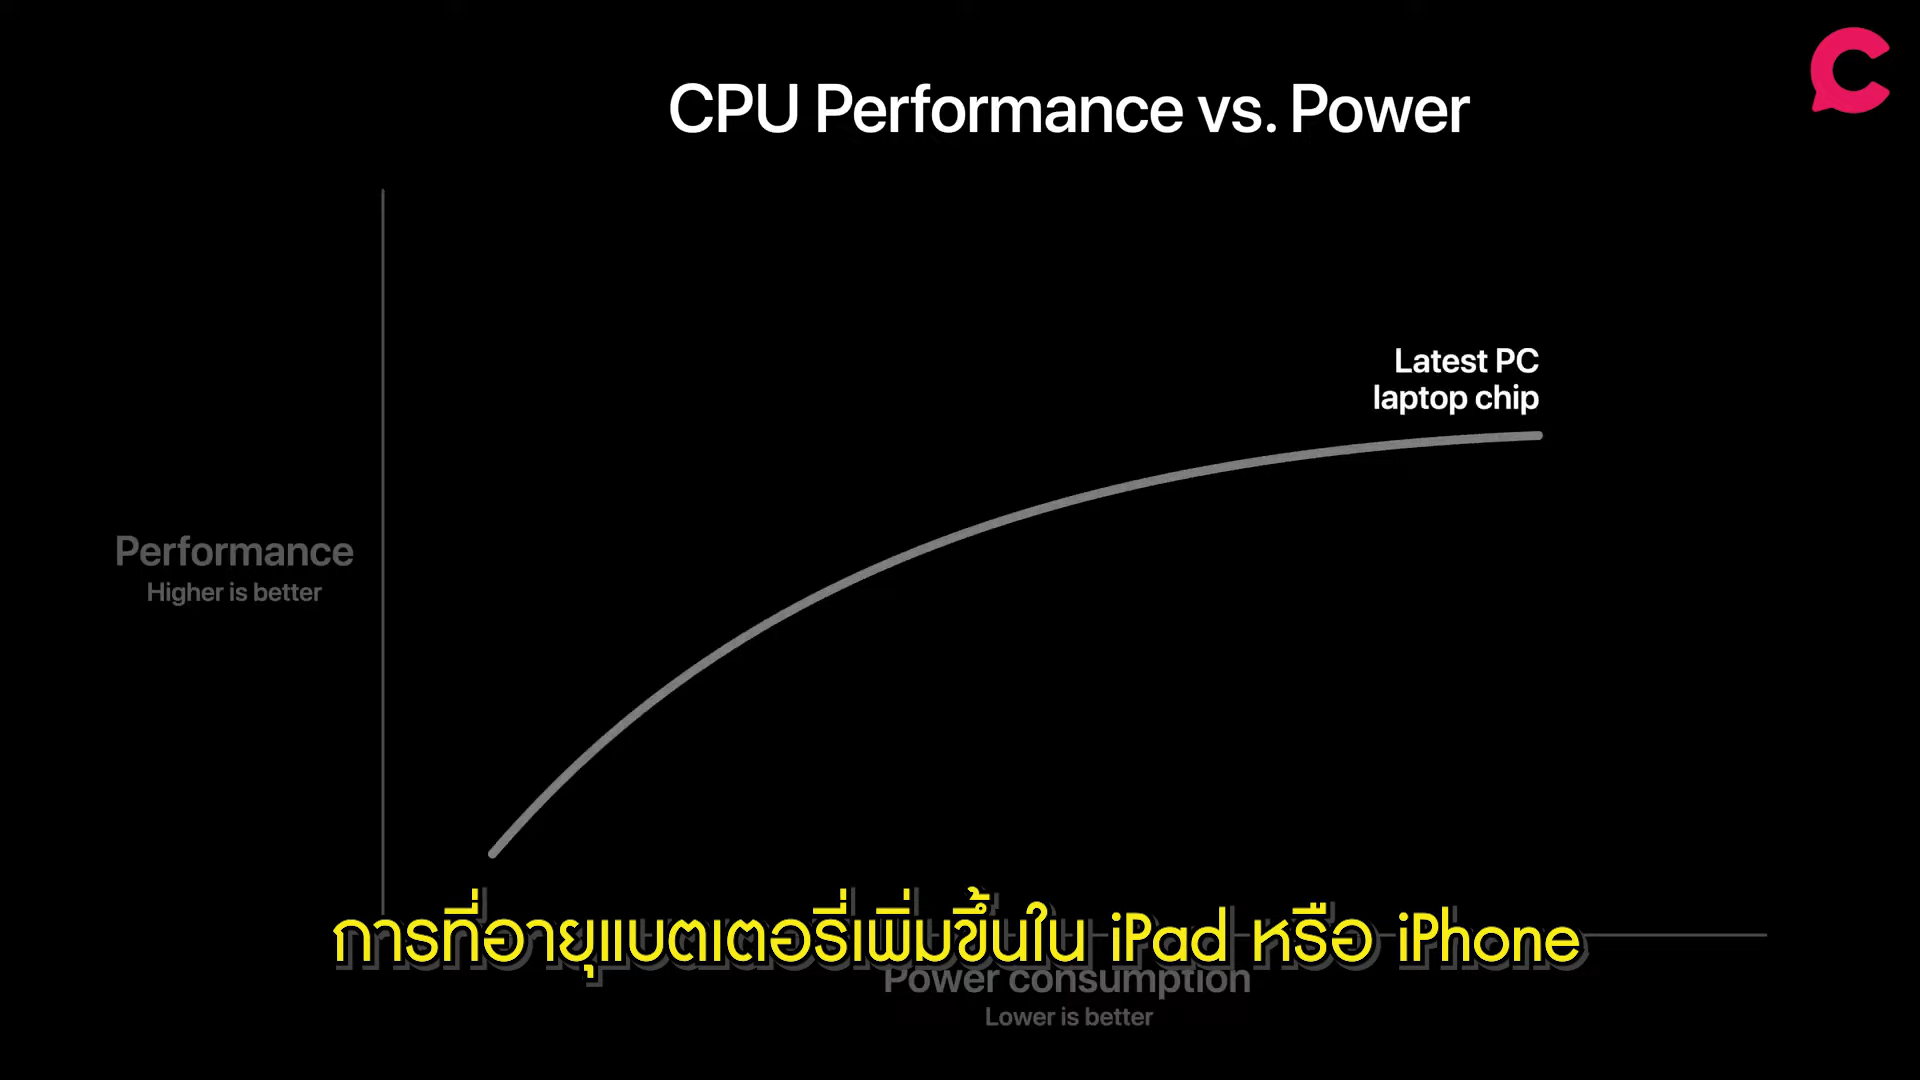 CPU Performance vs. Power
Latest PC
laptop chip
Performance
Higher is better
การที่อายุแบตเตอรี่เพิ่มขึ้นใน iPad หรือ iPhone
Power consumption
Lower is better